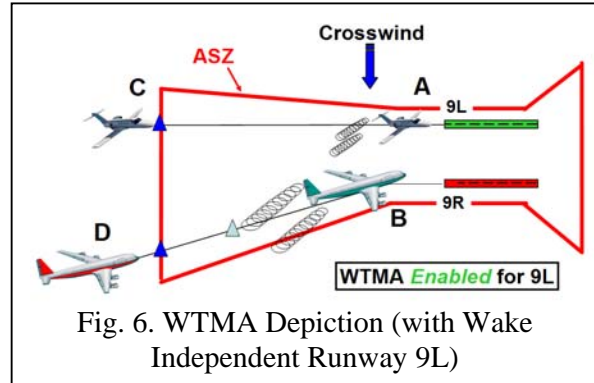 Crosswind
ASZ
C
A
9L
D
B
9R
WTMA Enabled for 9L
Fig. 6. WTMA Depiction (with Wake
Independent Runway 9L)